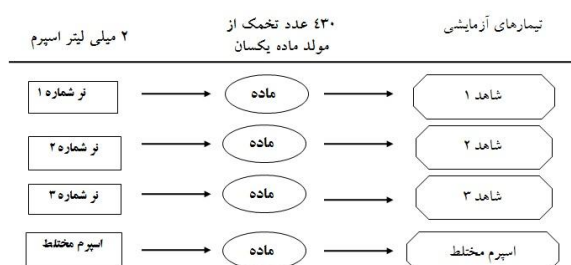 تیمارهای آزمایشی
۴۳۰ عدد تخمک از
مولد ماده یکسان
۲ میلی لیتر اسپرم
شاهد ۱
ماده
نر شماره ۱
شاهد ۲
ماده
نر شماره ۲
شاهد ۳
ماده
نر شماره ۳
اسپرم مختلط
ماده
اسپرم مختلط